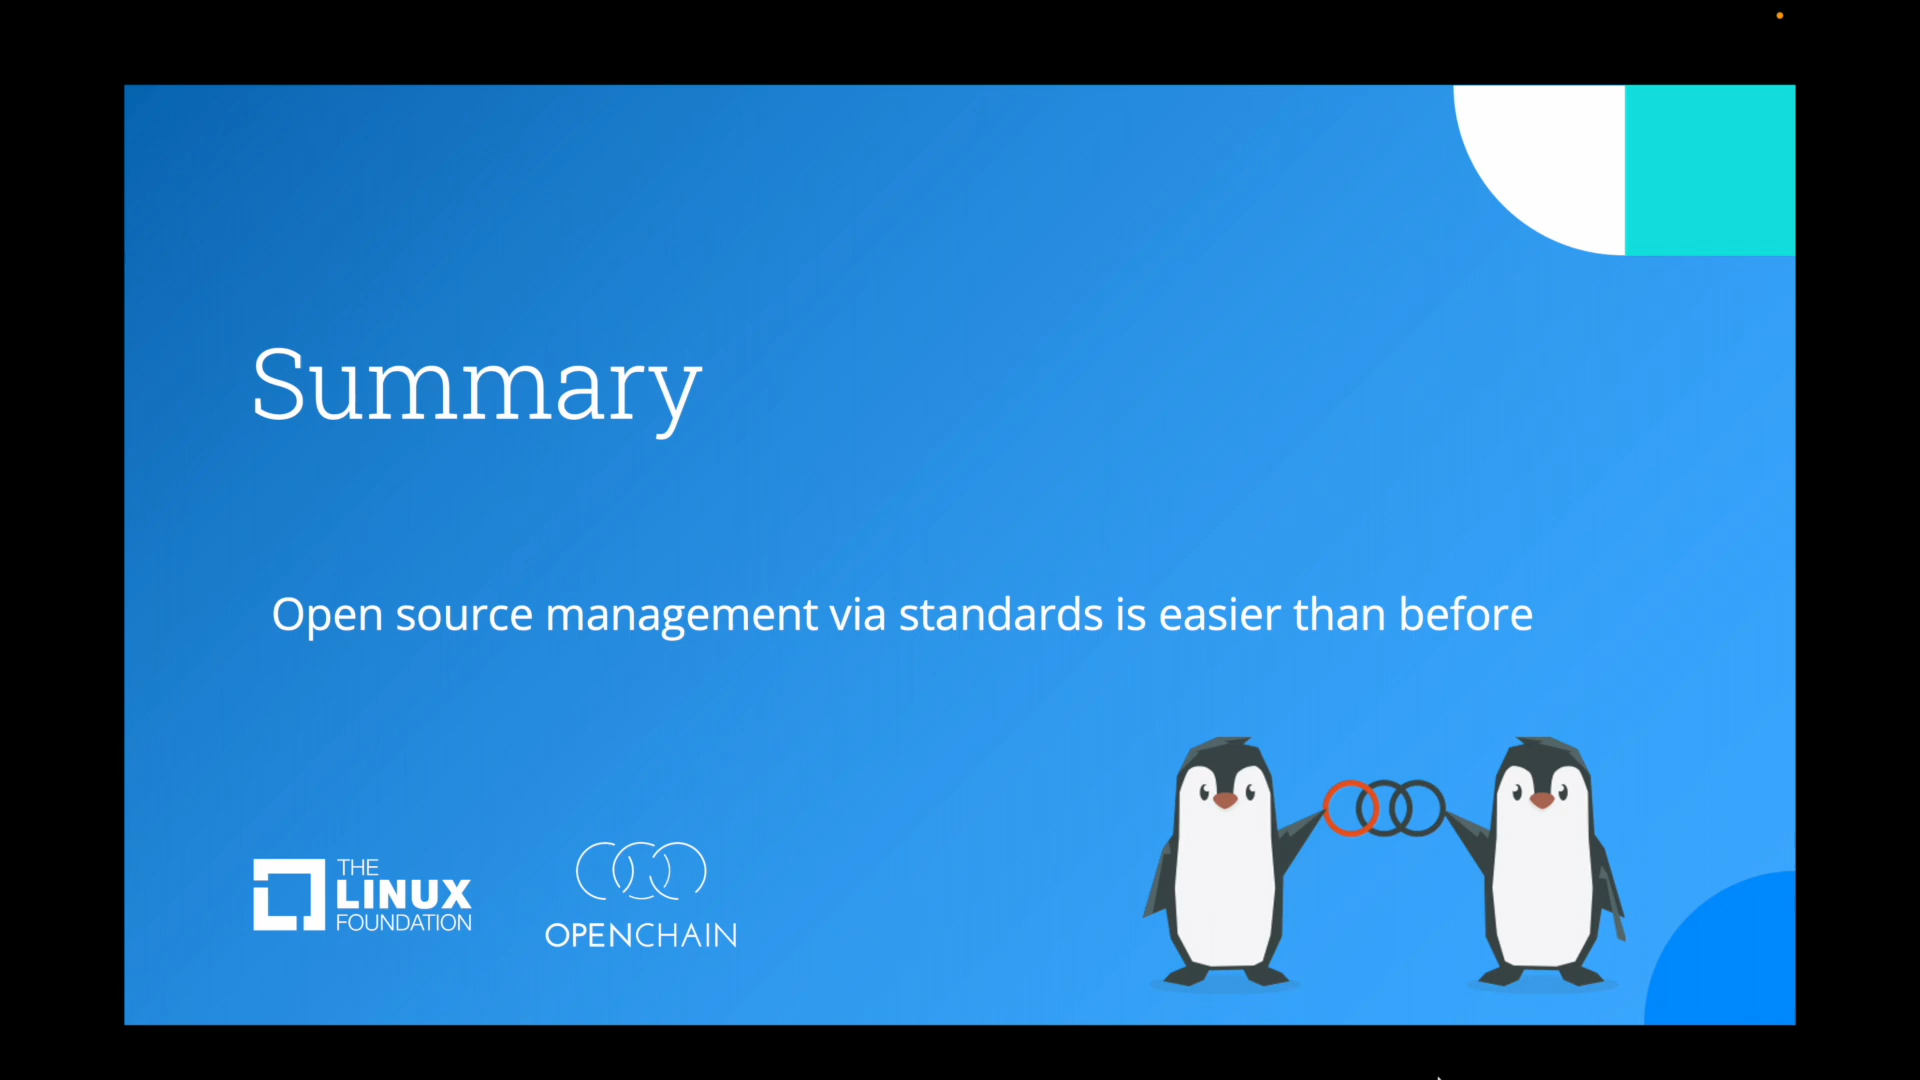 Summary
Open source management via standards is easier than before
THE
LINUX
FOUNDATION
OPENCHAIN